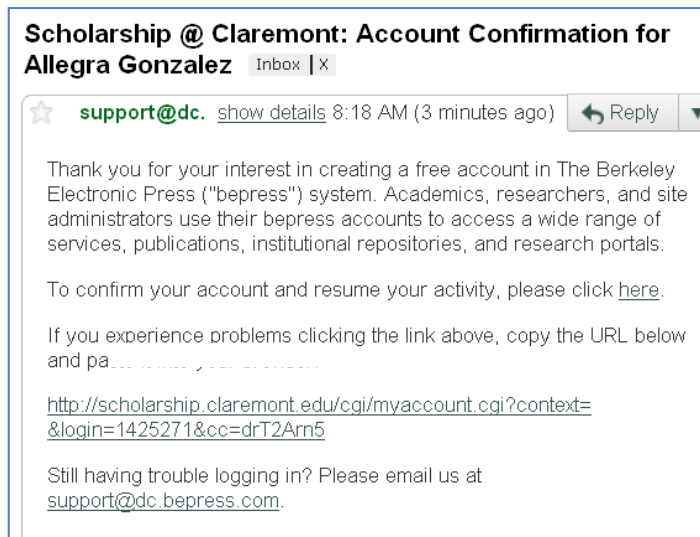 Scholarship @ Claremont: Account Confirmation for
Allegra Gonzalez Inbox | X
support@dc. show details 8:18 AM (3 minutes ago) Reply
Thank you for your interest in creating a free account in The Berkeley
Electronic Press ("bepress") system. Academics, researchers, and site
administrators use their bepress accounts to access a wide range of
services, publications, institutional repositories, and research portals.
To confirm your account and resume your activity, please click here.
If you experience problems clicking the link above, copy the URL below
and
http://scholarship.claremont.edu/cgi/myaccount.cgi?context=
&login=1425271&cc=drT2Arn5
Still having trouble logging in? Please email us at
support@dc.bepress.com.